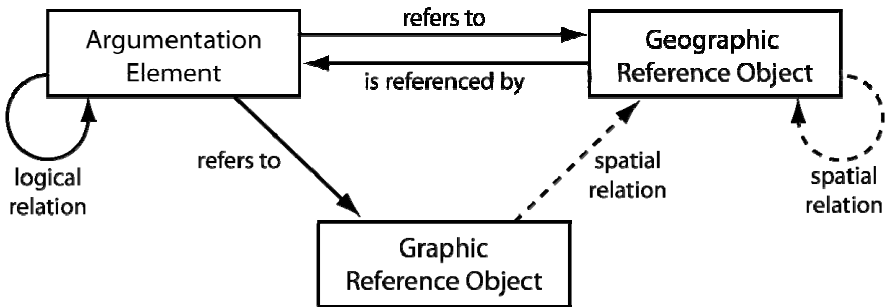 refers to
Argumentation
Element
Geographic
Reference Object
is referenced by
logical
relation
refers to
spatial
relation
spatial
relation
Graphic
Reference Object